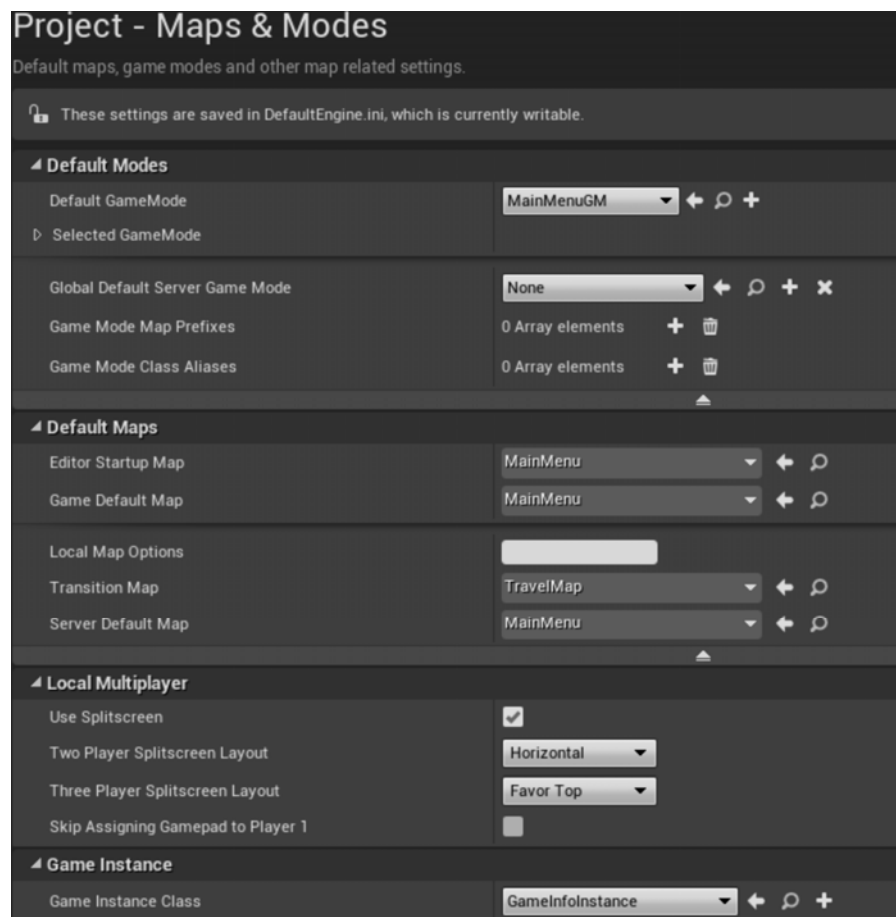 Project - Maps & Modes
Default maps, game modes and other map related settings.
These settings are saved in DefaultEngine.ini, which is currently writable.
Default Modes
Default GameMode MainMenuGM
Selected GameMode
Global Default Server Game Mode None
Game Mode Map Prefixes 0 Array elements
Game Mode Class Aliases 0 Array elements
Default Maps
Editor Startup Map MainMenu
Game Default Map MainMenu
Local Map Options
Transition Map TravelMap
Server Default Map MainMenu
Local Multiplayer
Use Splitscreen
Two Player Splitscreen Layout Horizontal
Three Player Splitscreen Layout Favor Top
Skip Assigning Gamepad to Player 1
Game Instance
Game Instance Class GameInfoInstance